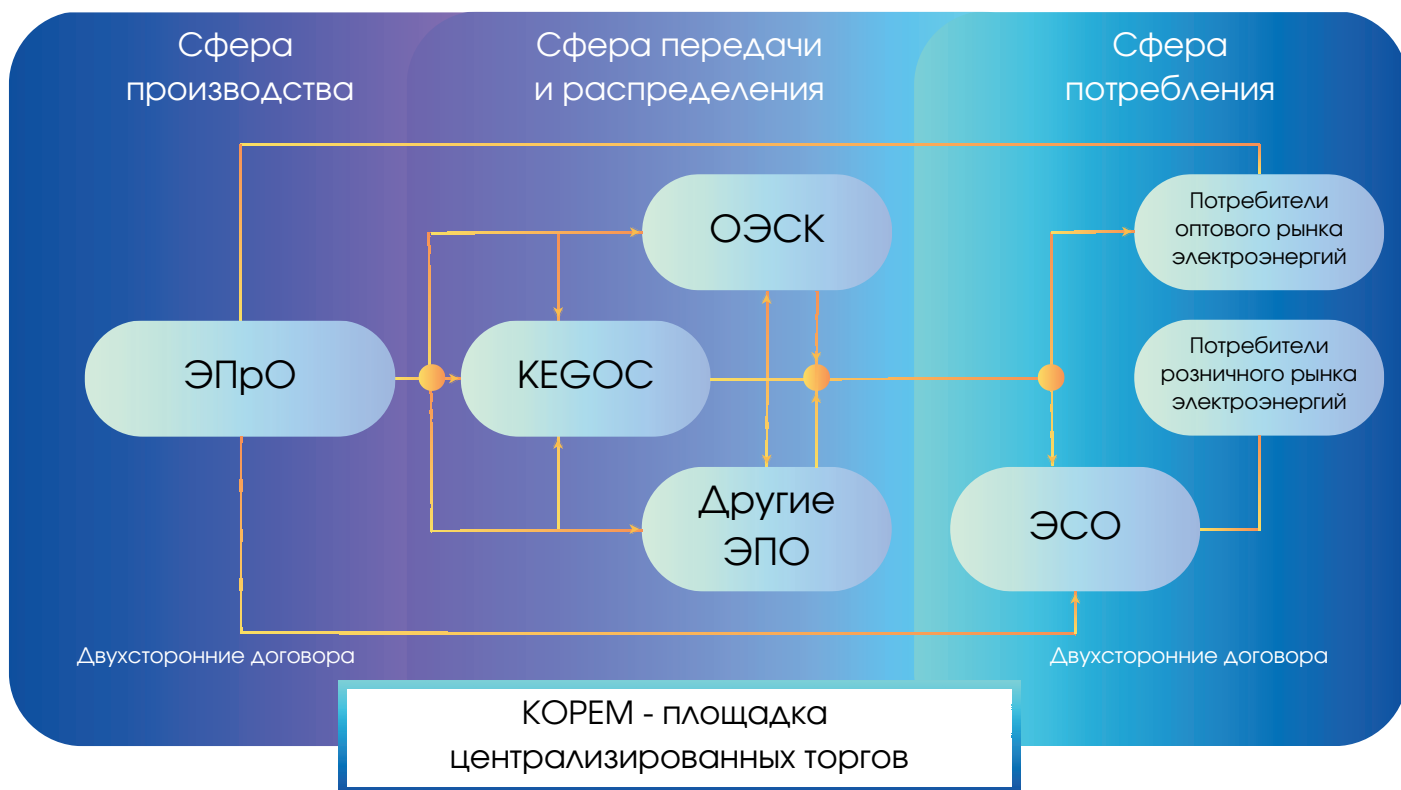 Сфера
производства
Сфера передачи
и распределения
Сфера
потребления
ОЭСК
Потребители
оптового рынка
электроэнергий
ЭПрО
KEGOC
Потребители
розничного рынка
электроэнергий
Другие
ЭПО
ЭСО
Двухсторонние договора
Двухсторонние договора
КОРЕМ - площадка
централизированных торгов